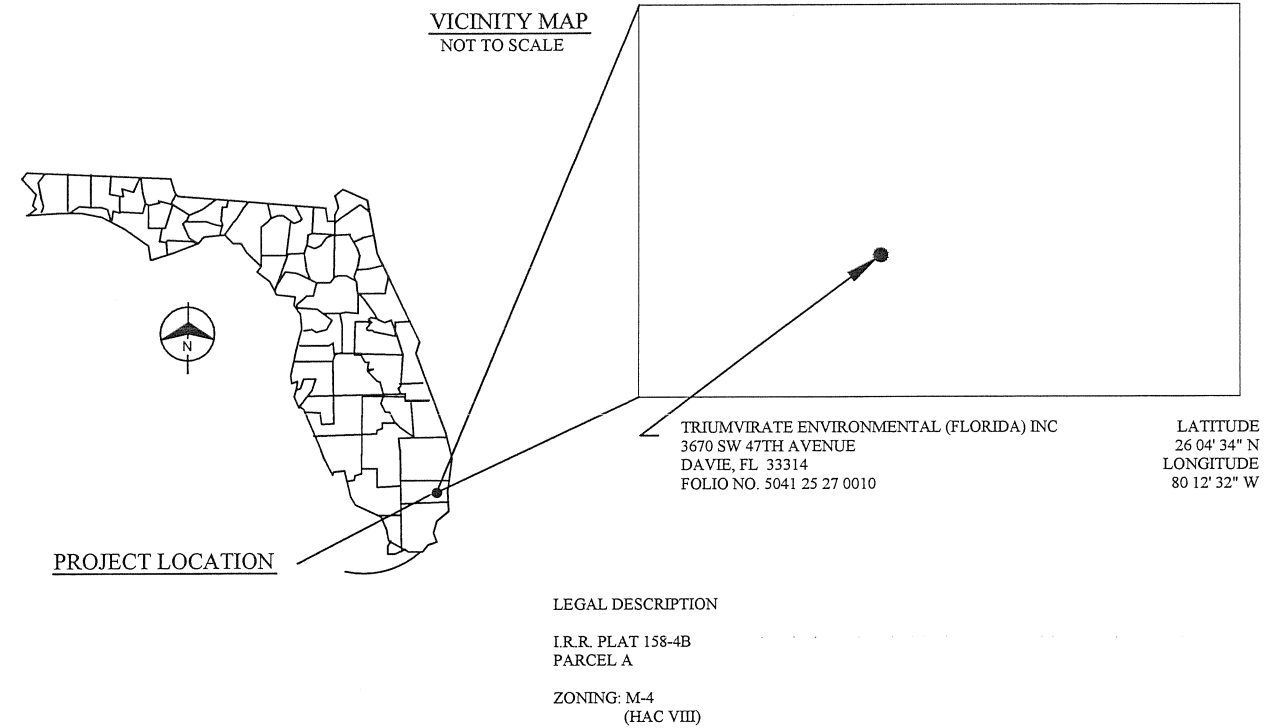 VICINITY MAP
NOT TO SCALE
N
TRIUMVIRATE ENVIRONMENTAL (FLORIDA) INC
3670 SW 47TH AVENUE
DAVIE, FL 33314
FOLIO NO. 5041 25 27 0010
LATITUDE
26 04' 34" N
LONGITUDE
80 12' 32" W
PROJECT LOCATION
LEGAL DESCRIPTION
I.R.R. PLAT 158-4B
PARCEL A
ZONING: M-4
(HAC VIII)